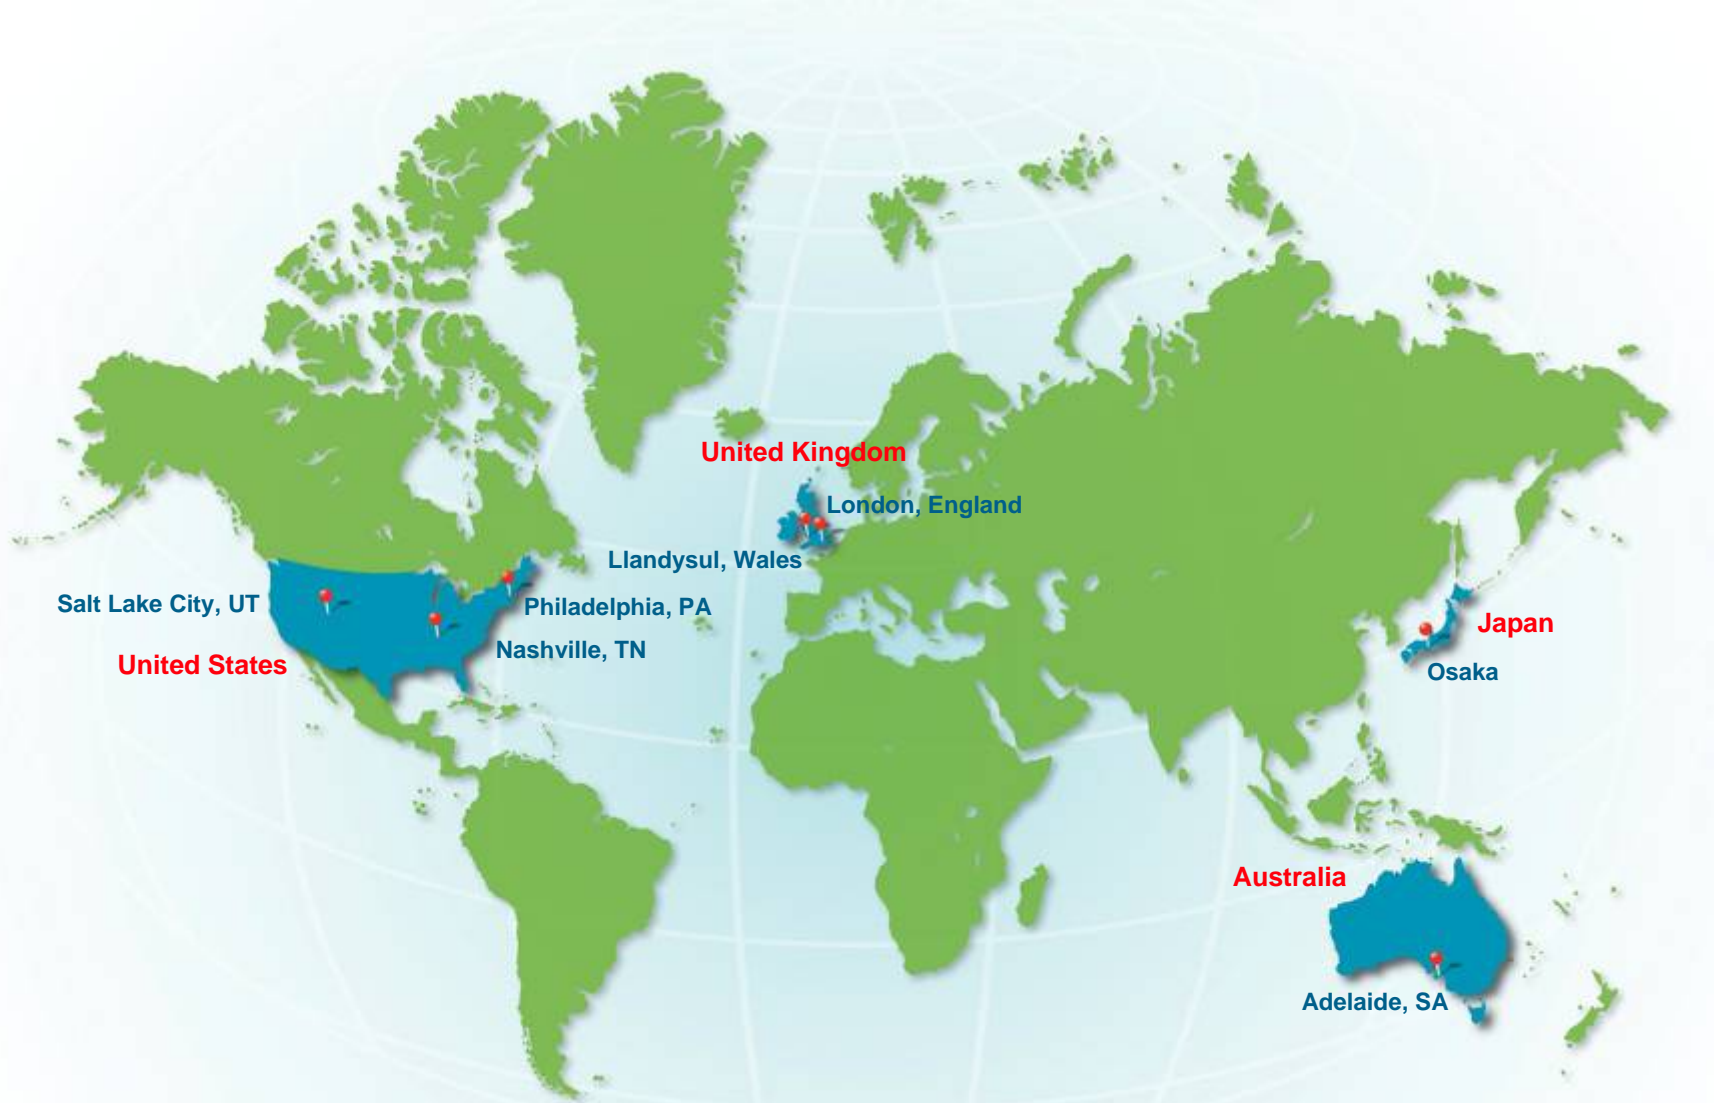 United Kingdom
London, England
Llandysul, Wales
Salt Lake City, UT
Philadelphia, PA
Nashville, TN
United States
Japan
Osaka
Australia
Adelaide, SA